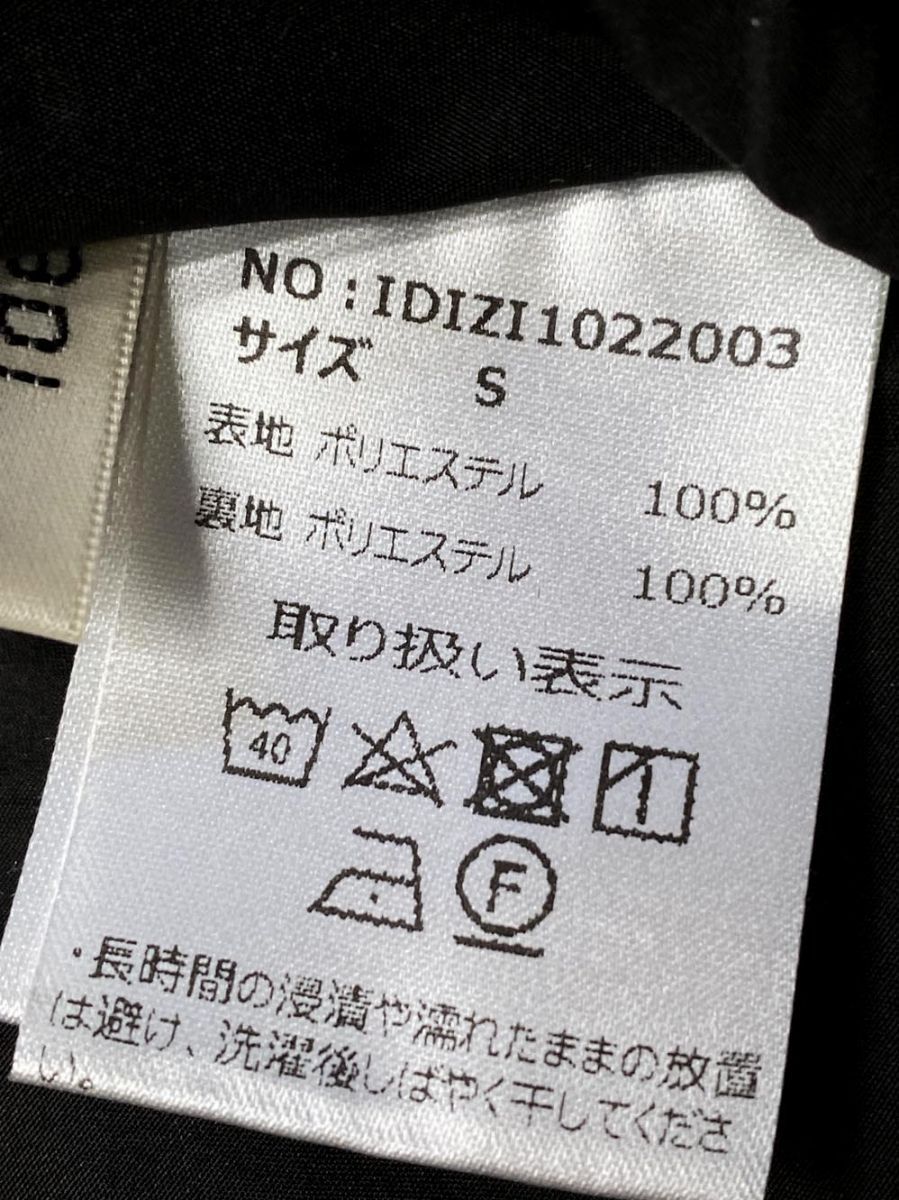 NO:IDIZI1022003
サイズ S
表地 ポリエステル 100%
裏地 ポリエステル 100%
取り扱い表示
40
F
・長時間の浸漬や濡れたままの放置
は避け、洗濯後しばやく干してくださ
い。